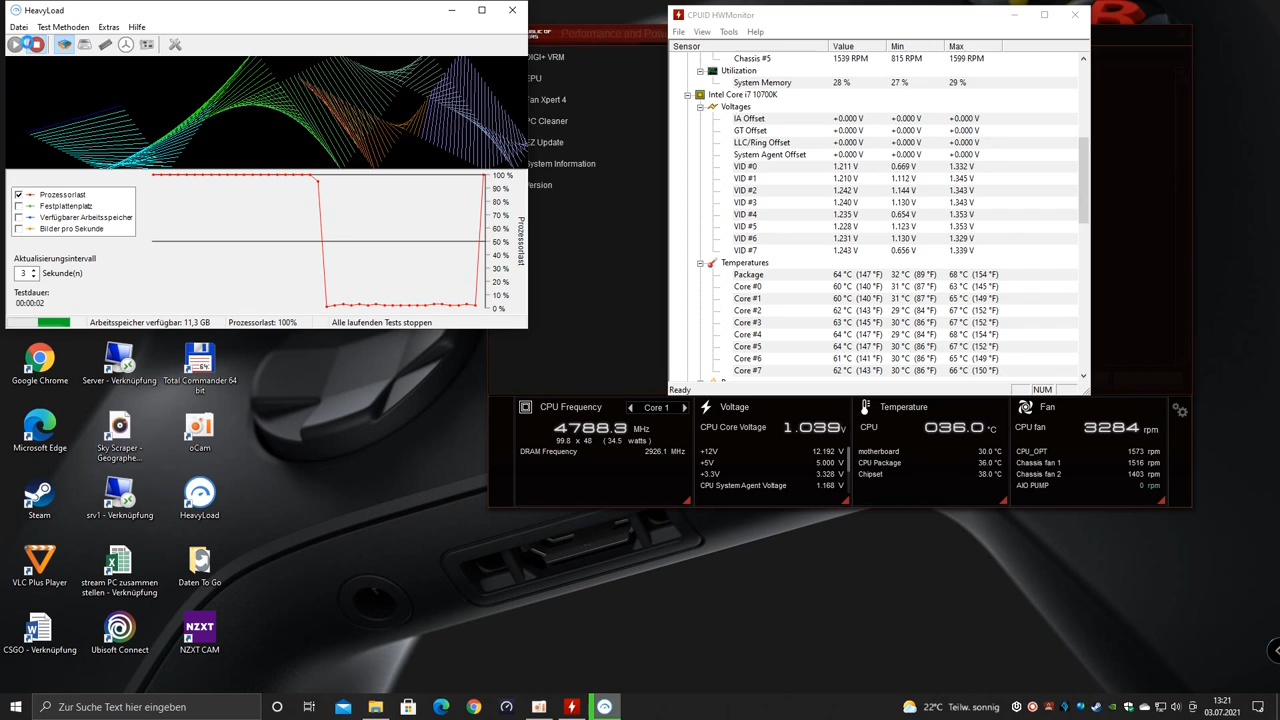 HeavyLoad
Datei Test Methoden Extras Hilfe
100 %
90 %
80 %
70 %
60 %
50 %
40 %
30 %
20 %
10 %
0 %
Prozessorlast
Prozessorlast
Festplattenplatz
Verfügbarer Arbeitsspeicher
Bilder pro Sekunde
Aktualisierungsintervall
3 Sekunde(n)
Testdauer:
00:00:02
Arbeitsspeicher verfügbar: 11,3 GB Prozessorlast: 100% Alle laufenden Tests stoppen
Performance and Pow
DIGI+ VRM
EPU
Fan Xpert 4
PC Cleaner
EZ Update
System Information
Version
CPUID HWMonitor
File View Tools Help
Sensor Value Min Max
Chassis #5 1539 RPM 815 RPM 1599 RPM
Utilization
System Memory 28 % 27 % 29 %
Intel Core i7 10700K
Voltages
IA Offset +0.000 V +0.000 V +0.000 V
GT Offset +0.000 V +0.000 V +0.000 V
LLC/Ring Offset +0.000 V +0.000 V +0.000 V
System Agent Offset +0.000 V +0.000 V +0.000 V
VID #0 1.211 V 0.669 V 1.332 V
VID #1 1.210 V 1.112 V 1.345 V
VID #2 1.242 V 1.144 V 1.343 V
VID #3 1.240 V 1.130 V 1.343 V
VID #4 1.235 V 0.654 V 1.353 V
VID #5 1.228 V 1.123 V 1.353 V
VID #6 1.231 V 1.130 V 1.329 V
VID #7 1.243 V 0.656 V 1.339 V
Temperatures
Package 64 °C (147 °F) 32 °C (89 °F) 68 °C (154 °F)
Core #0 60 °C (140 °F) 31 °C (87 °F) 63 °C (145 °F)
Core #1 60 °C (140 °F) 31 °C (87 °F) 65 °C (149 °F)
Core #2 62 °C (143 °F) 29 °C (84 °F) 67 °C (152 °F)
Core #3 63 °C (145 °F) 30 °C (86 °F) 67 °C (152 °F)
Core #4 64 °C (147 °F) 29 °C (84 °F) 68 °C (154 °F)
Core #5 64 °C (147 °F) 30 °C (86 °F) 67 °C (152 °F)
Core #6 61 °C (141 °F) 30 °C (86 °F) 65 °C (149 °F)
Core #7 62 °C (143 °F) 30 °C (86 °F) 66 °C (150 °F)
Ready NUM
CPU Frequency Core 1
4788.3 MHz
99.8 x 48 (34.5 watts)
DRAM Frequency 2926.1 MHz
Voltage
CPU Core Voltage 1.039 V
+12V 12.192 V
+5V 5.000 V
+3.3V 3.328 V
CPU System Agent Voltage 1.168 V
Temperature
CPU 036.0 °C
motherboard 30.0 °C
CPU Package 36.0 °C
Chipset 38.0 °C
Fan
CPU fan 3284 rpm
CPU_OPT 1573 rpm
Chassis fan 1 1516 rpm
Chassis fan 2 1403 rpm
AIO PUMP 0 rpm
Google Chrome
Server - Verknüpfung
Total Commander 64 bit
Microsoft Edge
Sky Scraper - Geographe...
oCam
Steam
srv1 - Verknüpfung
HeavyLoad
VLC Plus Player
stream PC zusammen stellen - Verknüpfung
Daten To Go
CSGO - Verknüpfung
Ubisoft Connect
NZXT
NZXT CAM
Zur Suche Text hier eingeben
22°C Teilw. sonnig
13:21
03.07.2021